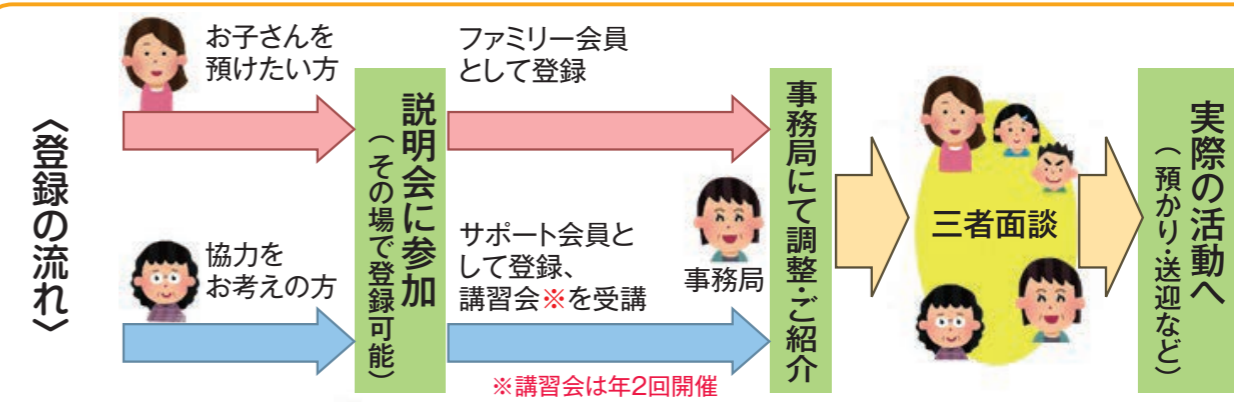 〈登録の流れ〉
お子さんを
預けたい方
協力を
お考えの方
説明会に参加
（その場で登録可能）
ファミリー会員
として登録
サポート会員と
して登録、
講習会※を受講
※講習会は年2回開催
事務局
事務局にて調整・ご紹介
三者面談
実際の活動へ
（預かり・送迎など）